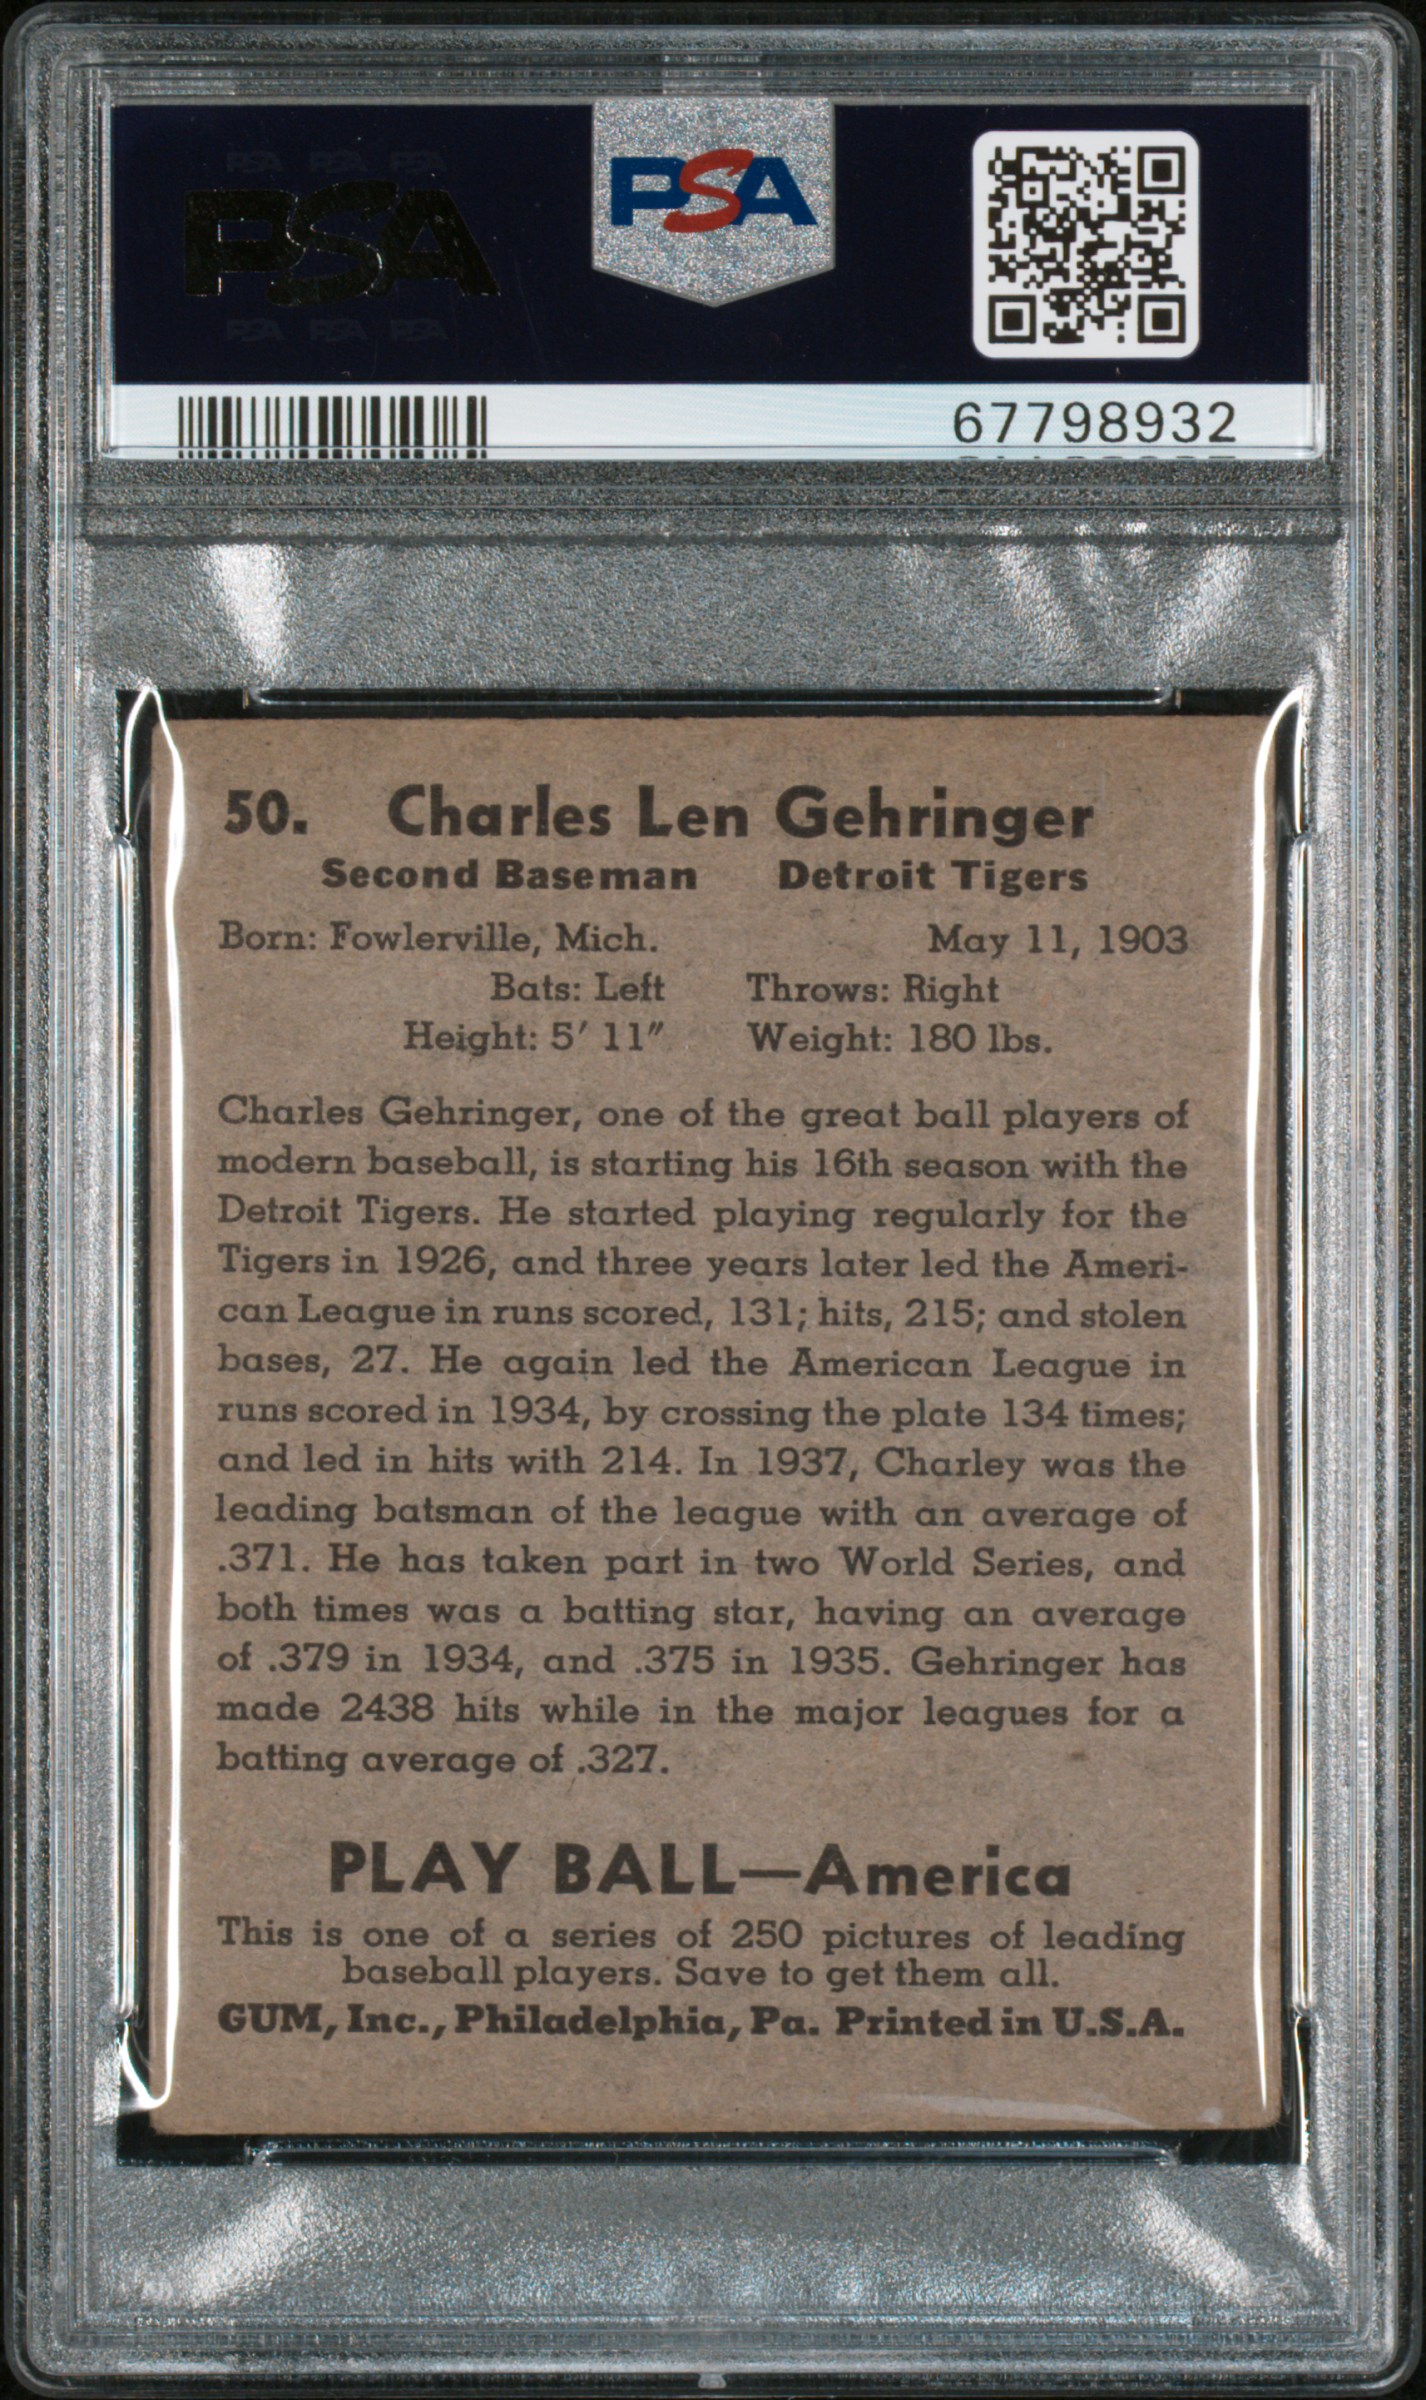 PSA PSA PSA
PSA
PSA PSA PSA
PSA
67798932
50. Charles Len Gehringer
Second Baseman Detroit Tigers
Born: Fowlerville, Mich. May 11, 1903
Bats: Left Throws: Right
Height: 5′ 11″ Weight: 180 lbs.
Charles Gehringer, one of the great ball players of
modern baseball, is starting his 16th season with the
Detroit Tigers. He started playing regularly for the
Tigers in 1926, and three years later led the Ameri-
can League in runs scored, 131; hits, 215; and stolen
bases, 27. He again led the American League in
runs scored in 1934, by crossing the plate 134 times;
and led in hits with 214. In 1937, Charley was the
leading batsman of the league with an average of
.371. He has taken part in two World Series, and
both times was a batting star, having an average
of .379 in 1934, and .375 in 1935. Gehringer has
made 2438 hits while in the major leagues for a
batting average of .327.
PLAY BALL—America
This is one of a series of 250 pictures of leading
baseball players. Save to get them all.
GUM, Inc., Philadelphia, Pa. Printed in U.S.A.